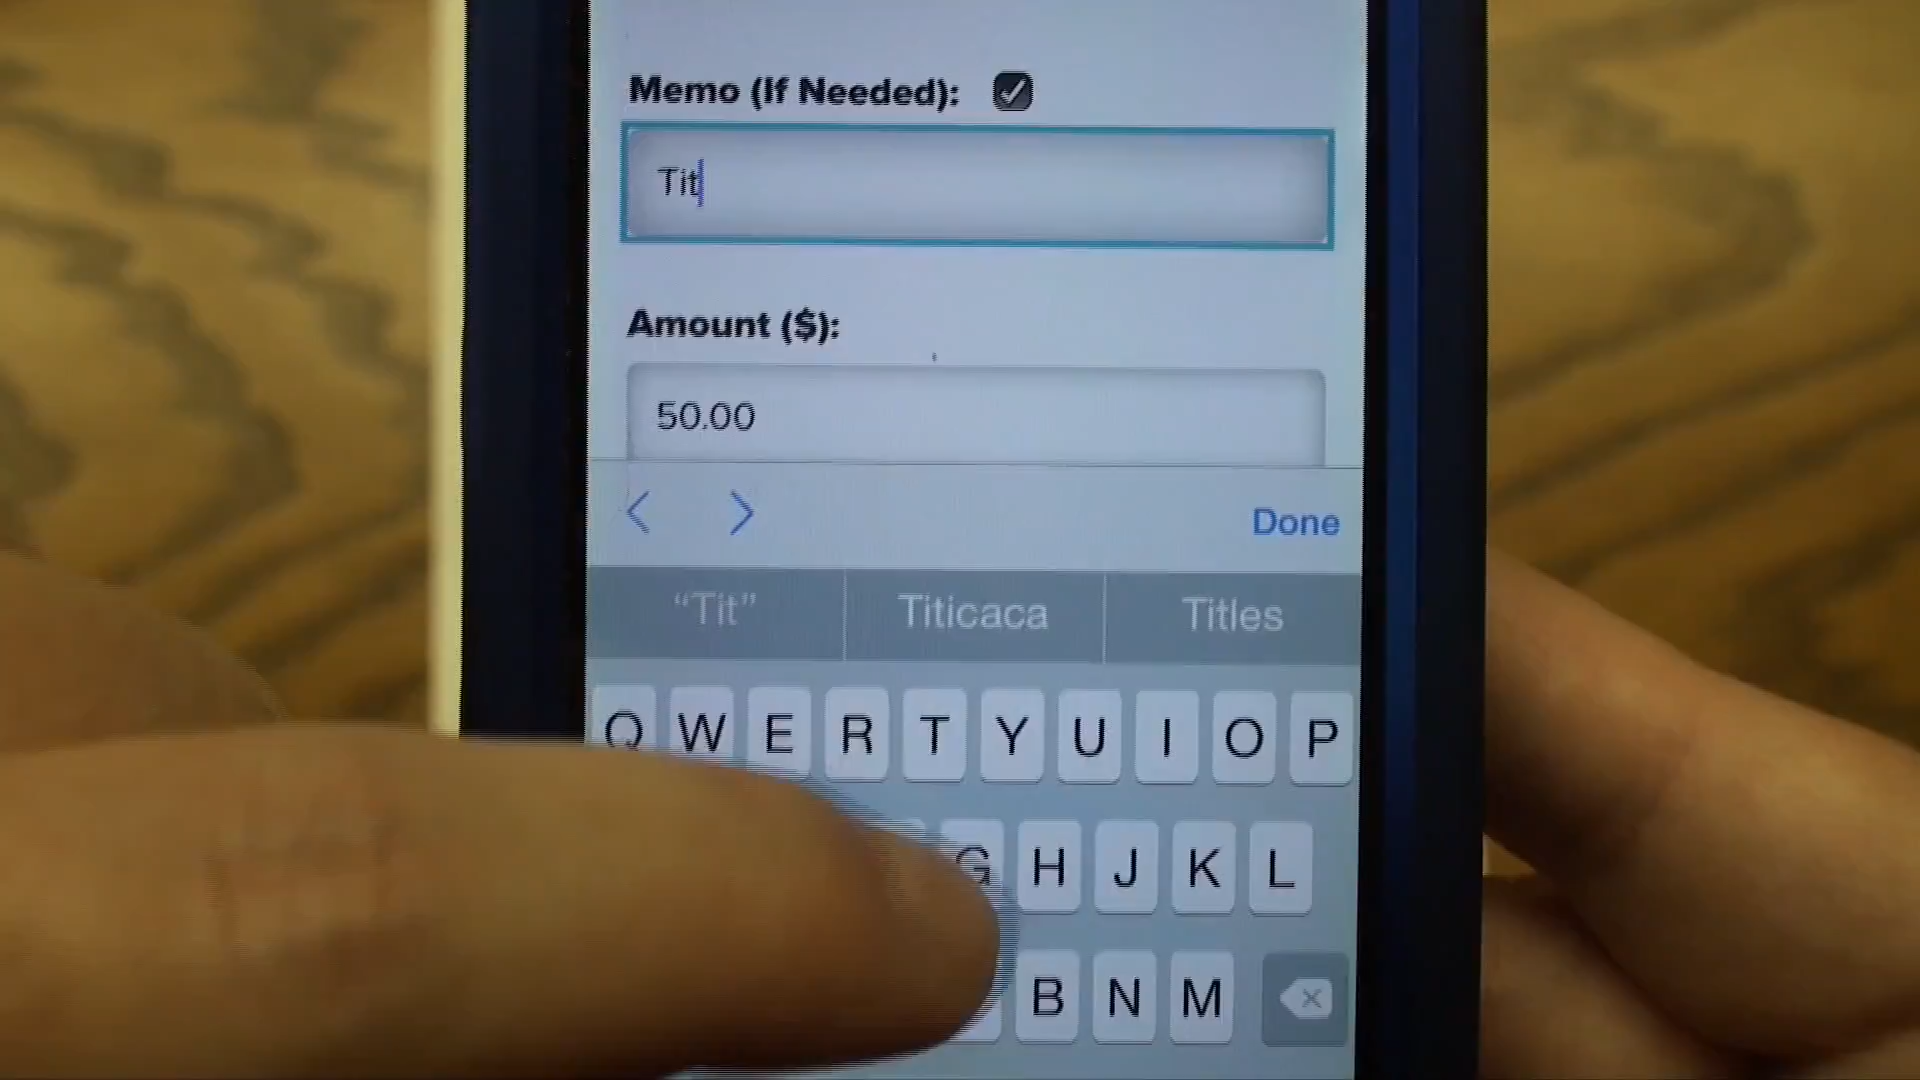 Memo (If Needed):
Tit
Amount ($):
50.00
Done
“Tit” Titicaca Titles
Q W E R T Y U I O P
G H J K L
B N M